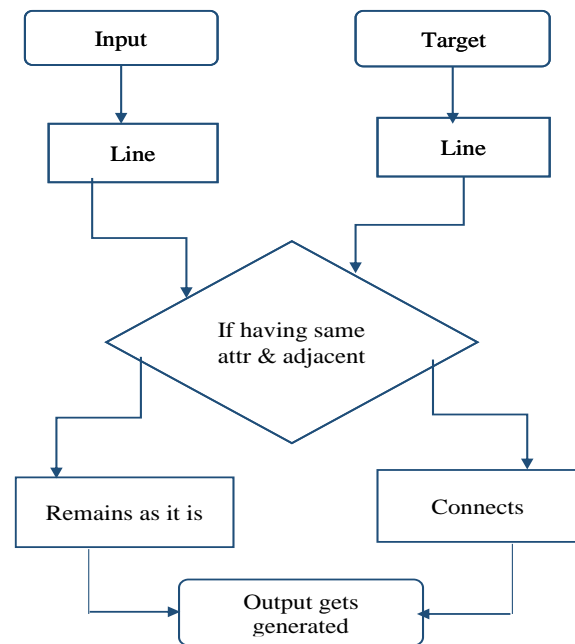 Input
Target
Line
Line
If having same
attr & adjacent
Remains as it is
Connects
Output gets
generated